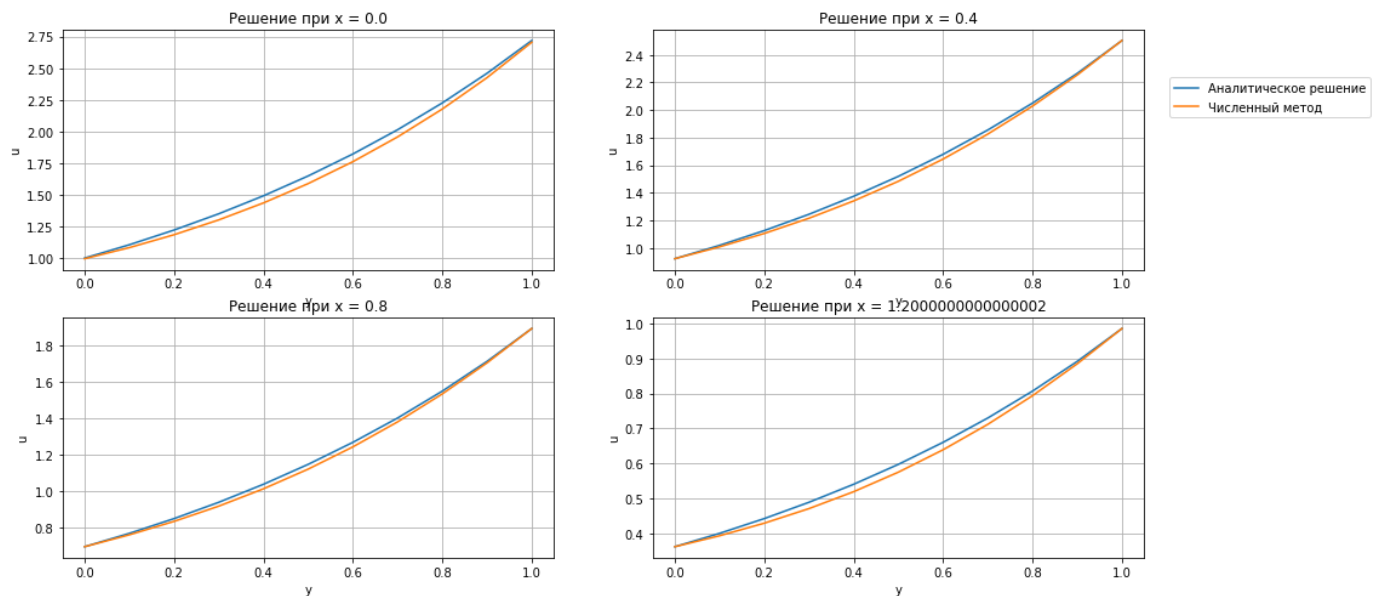 Решение при x = 0.0
2.75
2.50
2.25
2.00
1.75
1.50
1.25
1.00
u
0.0 0.2 0.4 0.6 0.8 1.0
y
Решение при x = 0.4
2.4
2.2
2.0
1.8
1.6
1.4
1.2
1.0
u
0.0 0.2 0.4 0.6 0.8 1.0
y
Аналитическое решение
Численный метод
Решение при x = 0.8
1.8
1.6
1.4
1.2
1.0
0.8
u
0.0 0.2 0.4 0.6 0.8 1.0
y
Решение при x = 1.2000000000000002
1.0
0.9
0.8
0.7
0.6
0.5
0.4
u
0.0 0.2 0.4 0.6 0.8 1.0
y